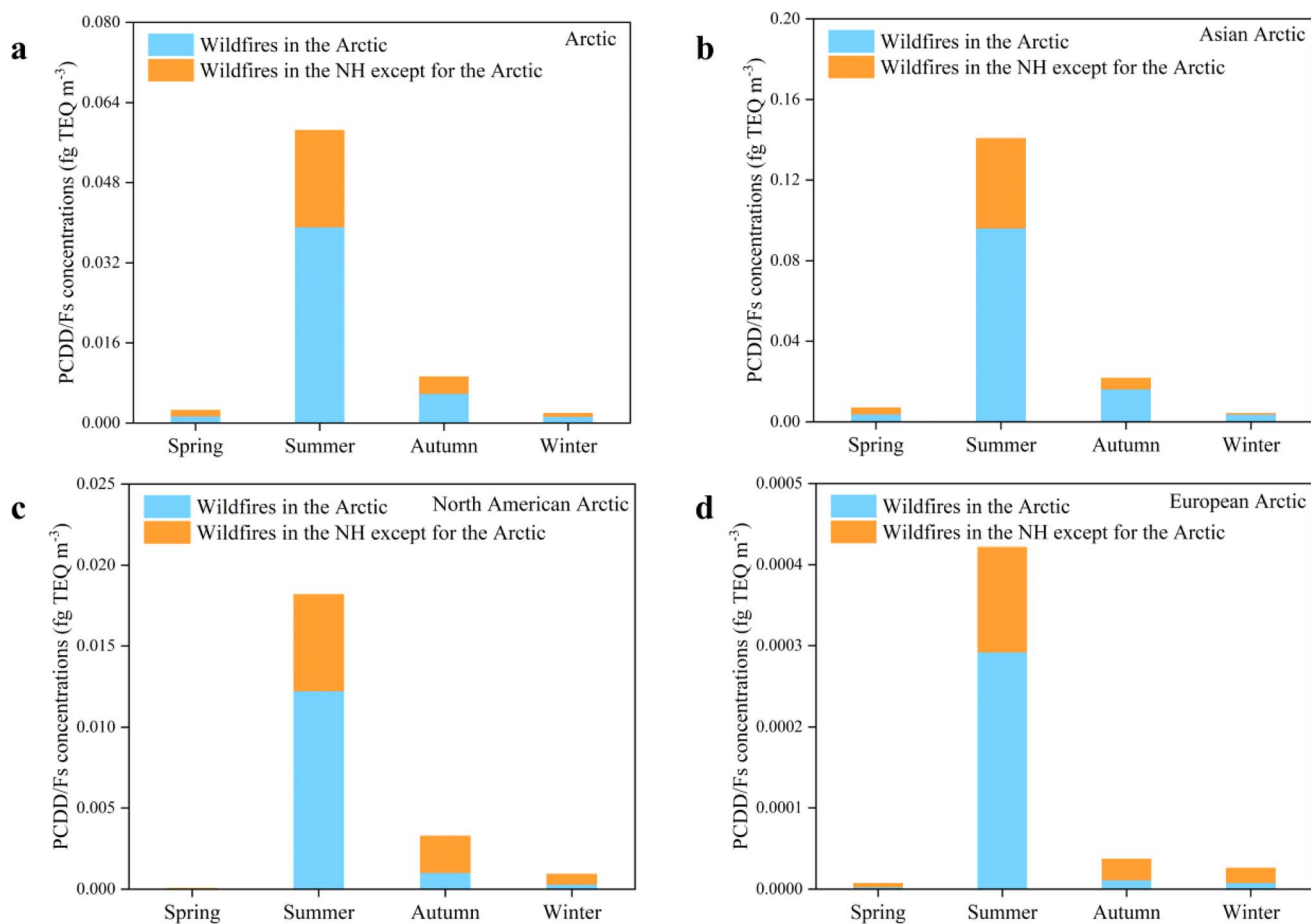 a
Wildfires in the Arctic
Wildfires in the NH except for the Arctic
Arctic
PCDD/Fs concentrations (fg TEQ m⁻³)
0.080
0.064
0.048
0.032
0.016
0.000
Spring Summer Autumn Winter
b
Wildfires in the Arctic
Wildfires in the NH except for the Arctic
Asian Arctic
PCDD/Fs concentrations (fg TEQ m⁻³)
0.20
0.16
0.12
0.08
0.04
0.00
Spring Summer Autumn Winter
c
Wildfires in the Arctic
Wildfires in the NH except for the Arctic
North American Arctic
PCDD/Fs concentrations (fg TEQ m⁻³)
0.025
0.020
0.015
0.010
0.005
0.000
Spring Summer Autumn Winter
d
Wildfires in the Arctic
Wildfires in the NH except for the Arctic
European Arctic
PCDD/Fs concentrations (fg TEQ m⁻³)
0.0005
0.0004
0.0003
0.0002
0.0001
0.0000
Spring Summer Autumn Winter